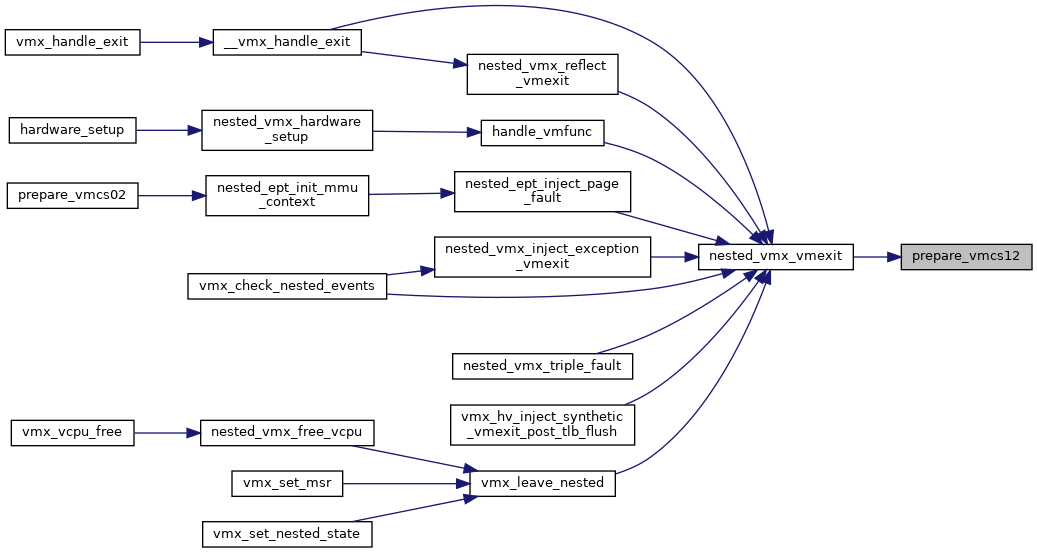 vmx_handle_exit
__vmx_handle_exit
nested_vmx_reflect
_vmexit
hardware_setup
nested_vmx_hardware
_setup
handle_vmfunc
prepare_vmcs02
nested_ept_init_mmu
_context
nested_ept_inject_page
_fault
nested_vmx_inject_exception
_vmexit
vmx_check_nested_events
nested_vmx_vmexit
prepare_vmcs12
nested_vmx_triple_fault
vmx_hv_inject_synthetic
_vmexit_post_tlb_flush
vmx_vcpu_free
nested_vmx_free_vcpu
vmx_set_msr
vmx_leave_nested
vmx_set_nested_state